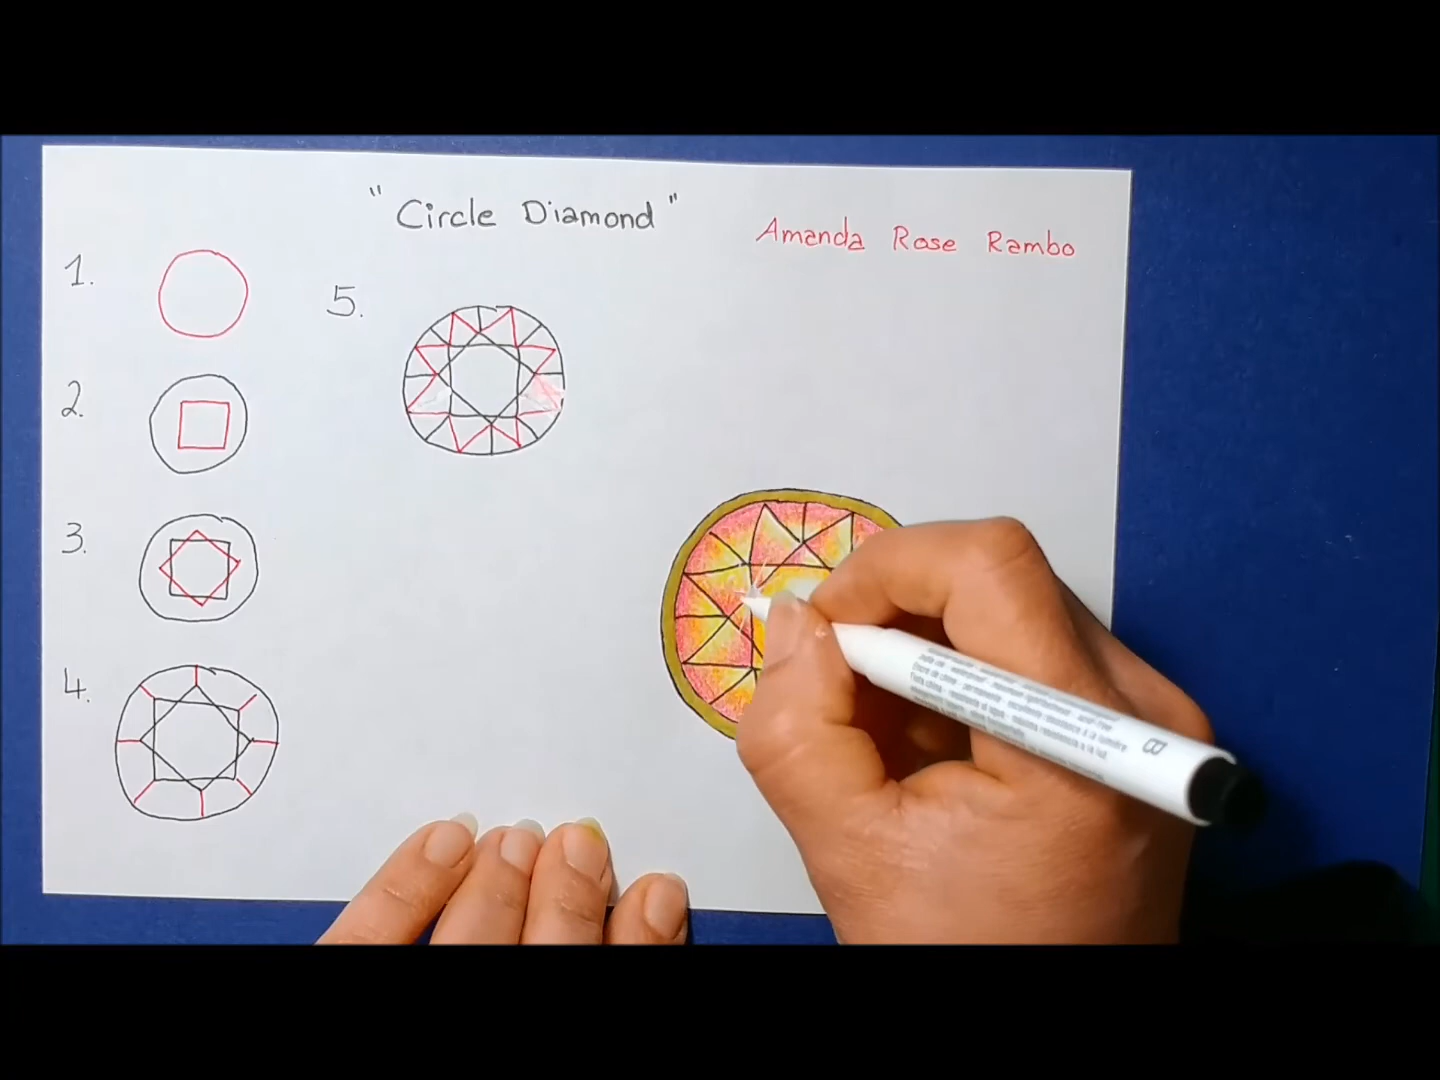 "Circle Diamond"
Amanda Rose Rambo
1.
2.
3.
4.
5.
B